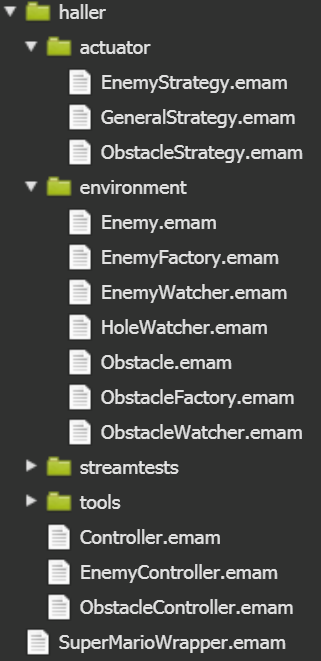 haller
actuator
EnemyStrategy.emam
GeneralStrategy.emam
ObstacleStrategy.emam
environment
Enemy.emam
EnemyFactory.emam
EnemyWatcher.emam
HoleWatcher.emam
Obstacle.emam
ObstacleFactory.emam
ObstacleWatcher.emam
streamtests
tools
Controller.emam
EnemyController.emam
ObstacleController.emam
SuperMarioWrapper.emam